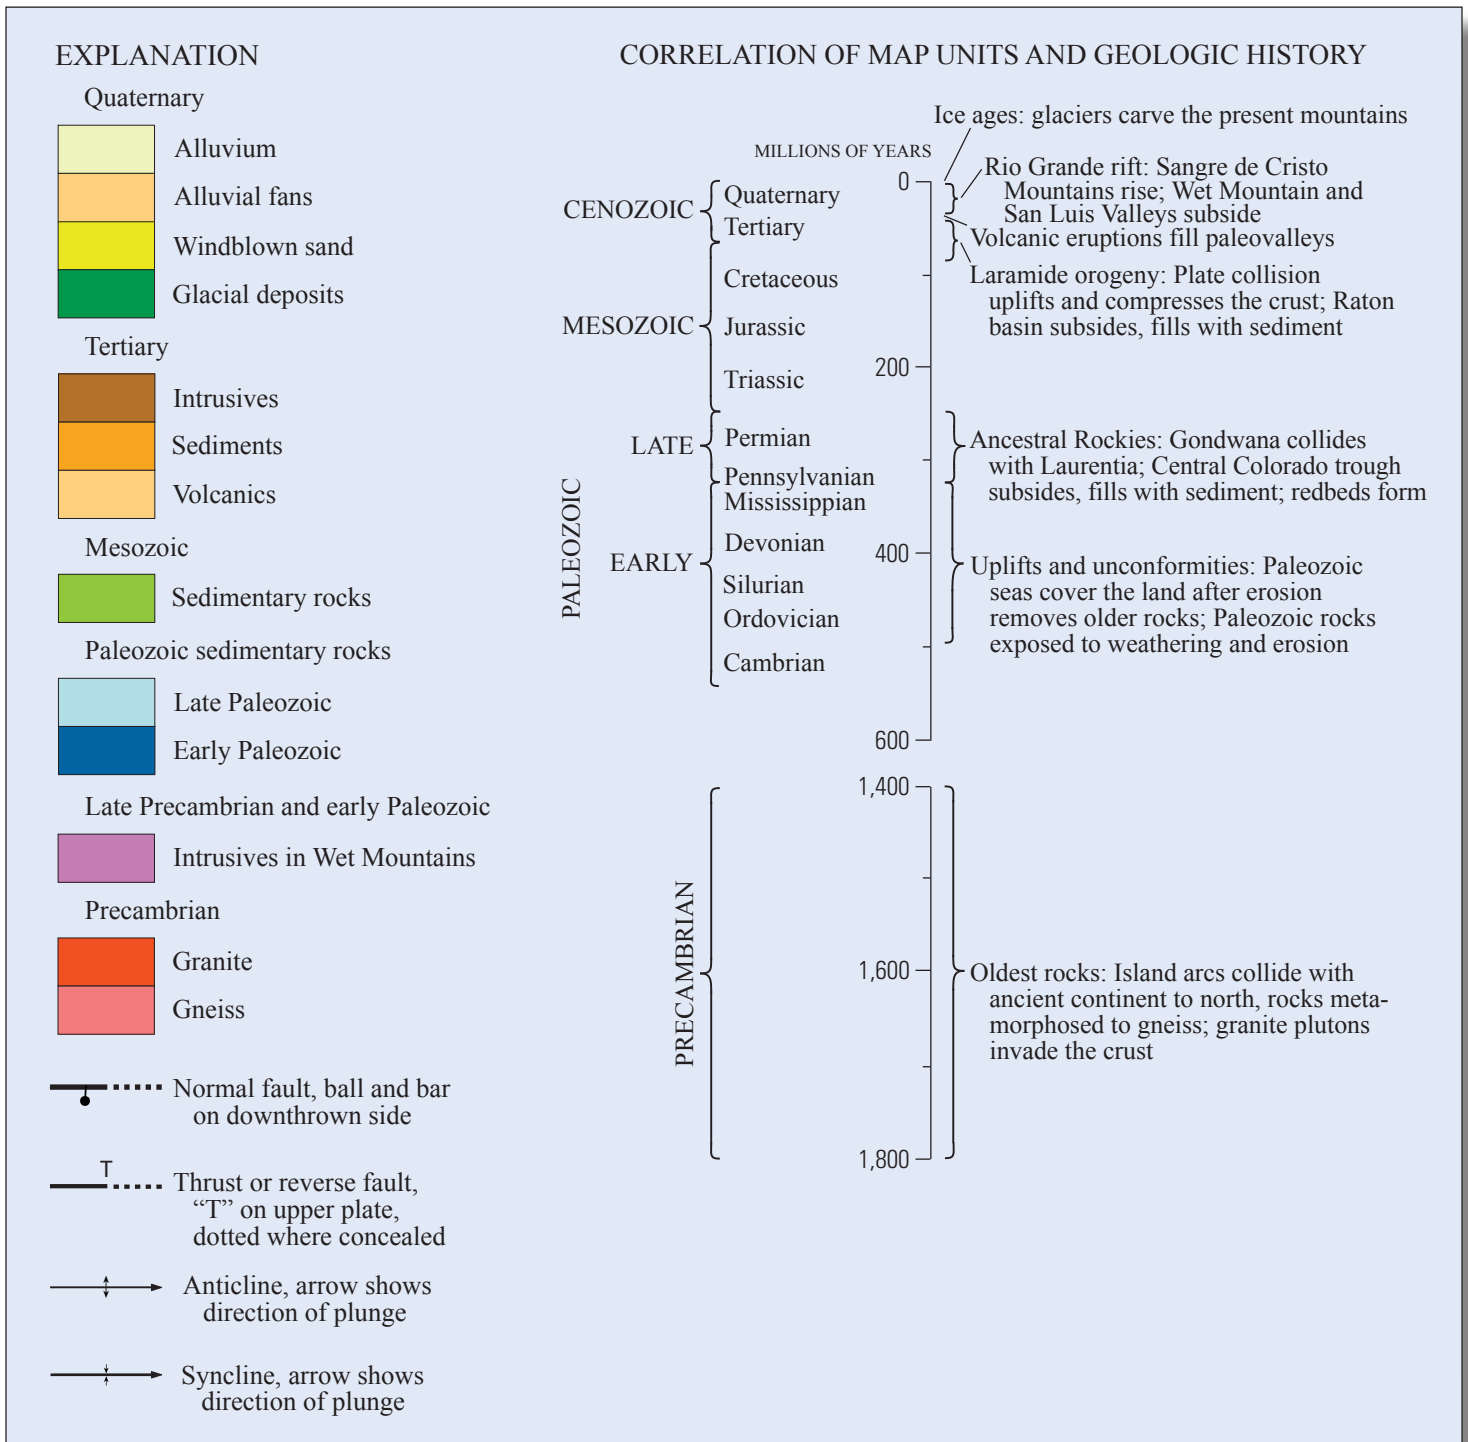 EXPLANATION
Quaternary
Alluvium
Alluvial fans
Windblown sand
Glacial deposits
Tertiary
Intrusives
Sediments
Volcanics
Mesozoic
Sedimentary rocks
Paleozoic sedimentary rocks
Late Paleozoic
Early Paleozoic
Late Precambrian and early Paleozoic
Intrusives in Wet Mountains
Precambrian
Granite
Gneiss
Normal fault, ball and bar
on downthrown side
T
Thrust or reverse fault,
“T” on upper plate,
dotted where concealed
Anticline, arrow shows
direction of plunge
Syncline, arrow shows
direction of plunge
CORRELATION OF MAP UNITS AND GEOLOGIC HISTORY
MILLIONS OF YEARS
CENOZOIC
Quaternary
Tertiary
MESOZOIC
Cretaceous
Jurassic
Triassic
PALEOZOIC
LATE
Permian
Pennsylvanian
EARLY
Mississippian
Devonian
Silurian
Ordovician
Cambrian
PRECAMBRIAN
0
200
400
600
1,400
1,600
1,800
Ice ages: glaciers carve the present mountains
Rio Grande rift: Sangre de Cristo
Mountains rise; Wet Mountain and
San Luis Valleys subside
Volcanic eruptions fill paleovalleys
Laramide orogeny: Plate collision
uplifts and compresses the crust; Raton
basin subsides, fills with sediment
Ancestral Rockies: Gondwana collides
with Laurentia; Central Colorado trough
subsides, fills with sediment; redbeds form
Uplifts and unconformities: Paleozoic
seas cover the land after erosion
removes older rocks; Paleozoic rocks
exposed to weathering and erosion
Oldest rocks: Island arcs collide with
ancient continent to north, rocks meta-
morphosed to gneiss; granite plutons
invade the crust